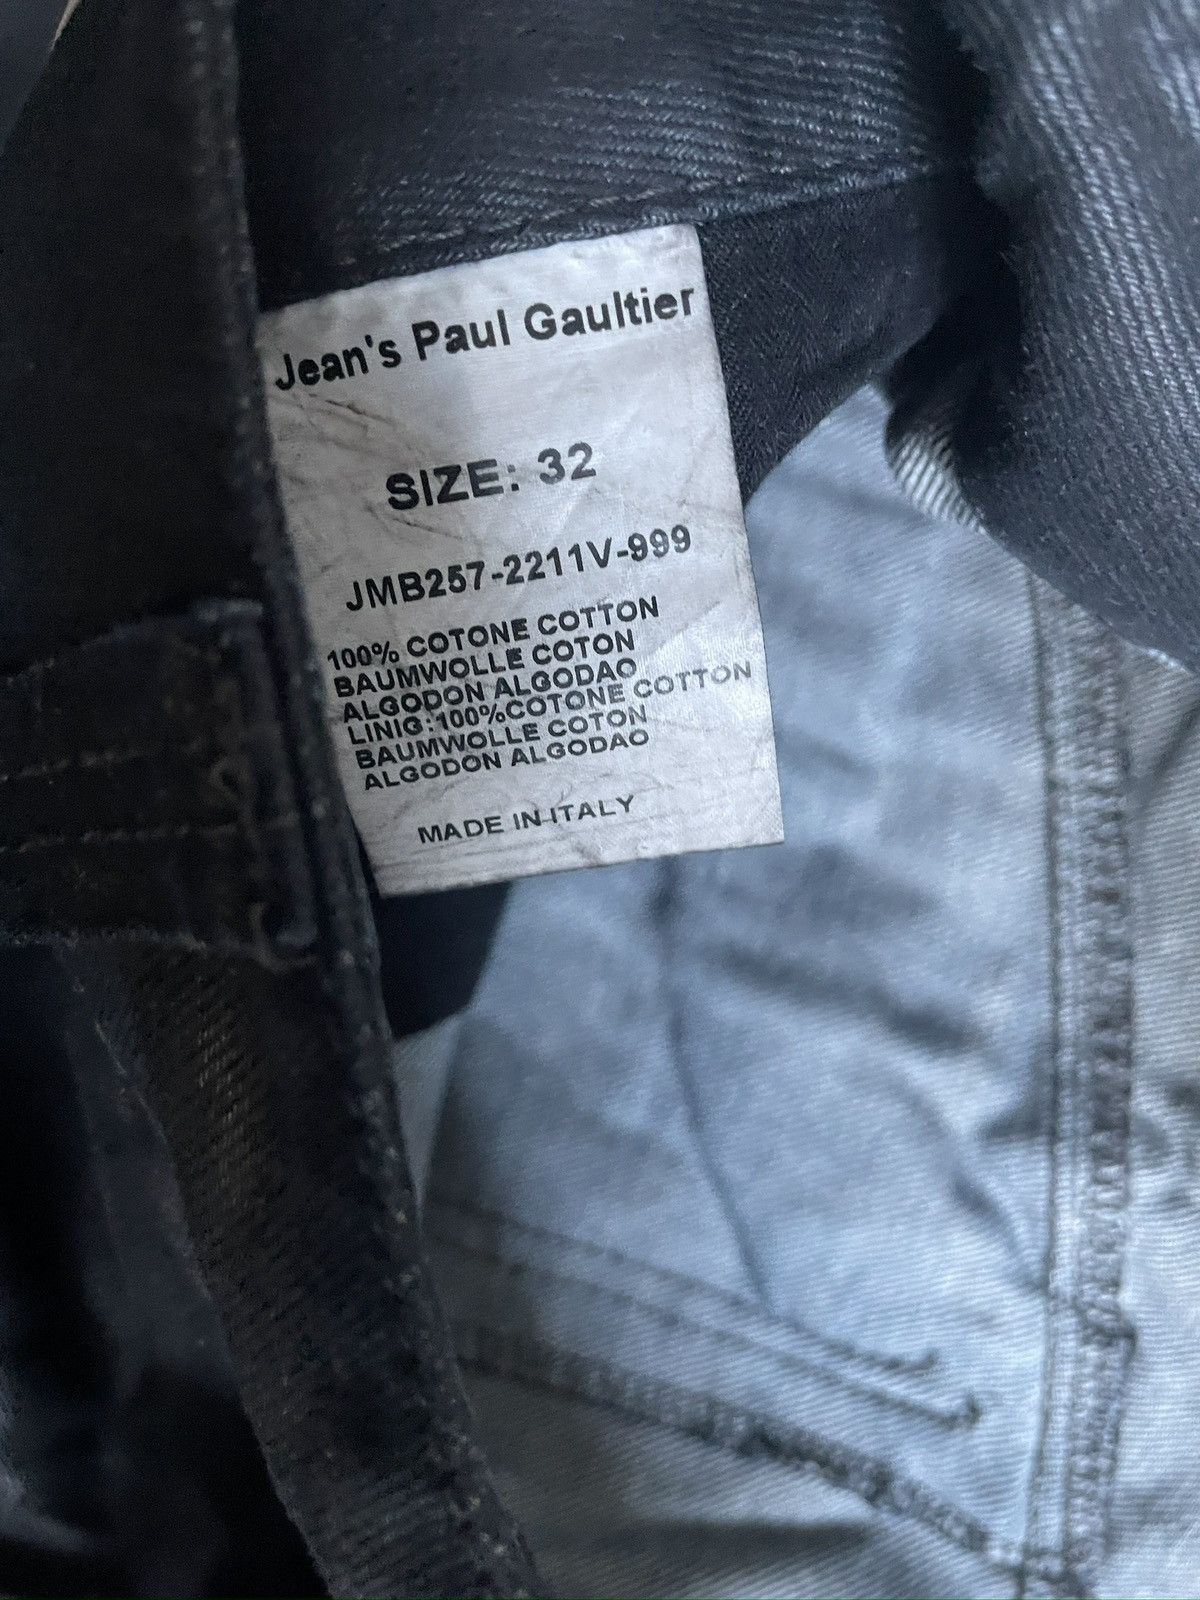 Jean's Paul Gaultier
SIZE: 32
JMB257-2211V-999
100% COTONE COTTON
BAUMWOLLE COTON
ALGODON ALGODAO
LINIG:100%COTONE COTTON
BAUMWOLLE COTON
ALGODON ALGODAO
MADE IN ITALY